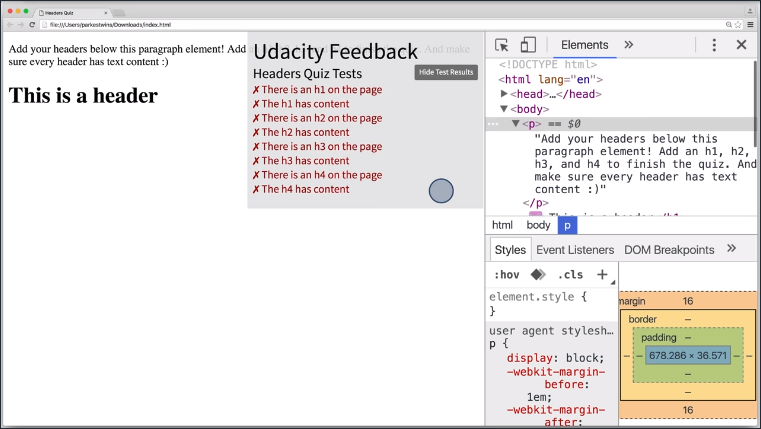 Headers Quiz
file:///Users/parkestwins/Downloads/index.html
Add your headers below this paragraph element! Add
And make
sure every header has text content :)
This is a header
Udacity Feedback
Headers Quiz Tests
Hide Test Results
✗ There is an h1 on the page
✗ The h1 has content
✗ There is an h2 on the page
✗ The h2 has content
✗ There is an h3 on the page
✗ The h3 has content
✗ There is an h4 on the page
✗ The h4 has content
Elements »
<!DOCTYPE html>
<html lang="en">
▶<head>…</head>
▼<body>
… ▼<p> == $0
"Add your headers below this
paragraph element! Add an h1, h2,
h3, and h4 to finish the quiz. And
make sure every header has text
content :)"
</p>
This is a header
html body p
Styles Event Listeners DOM Breakpoints »
:hov .cls +
element.style {
}
user agent stylesh…
p {
display: block;
-webkit-margin-
before:
1em;
-webkit-margin-
after:
margin 16
border –
padding –
– – 678.286 × 36.571 – –
–
–
16